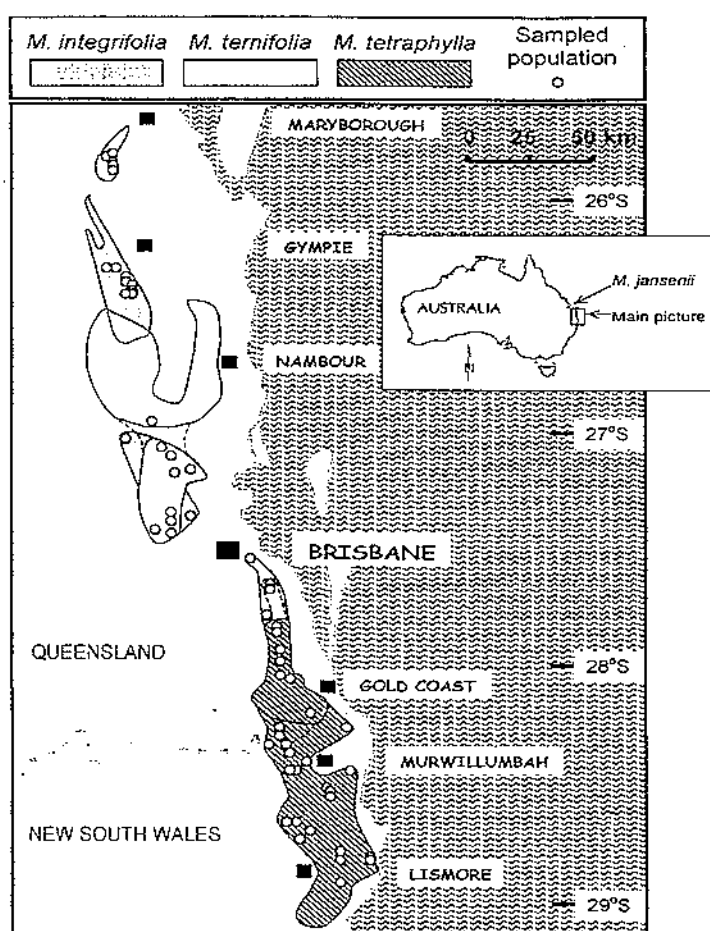 M. integrifolia M. ternifolia M. tetraphylla Sampled population
MARYBOROUGH
0 25 50 km
26°S
GYMPIE
M. jansenii
AUSTRALIA
Main picture
NAMBOUR
27°S
BRISBANE
QUEENSLAND
28°S
GOLD COAST
MURWILLUMBAH
NEW SOUTH WALES
LISMORE
29°S